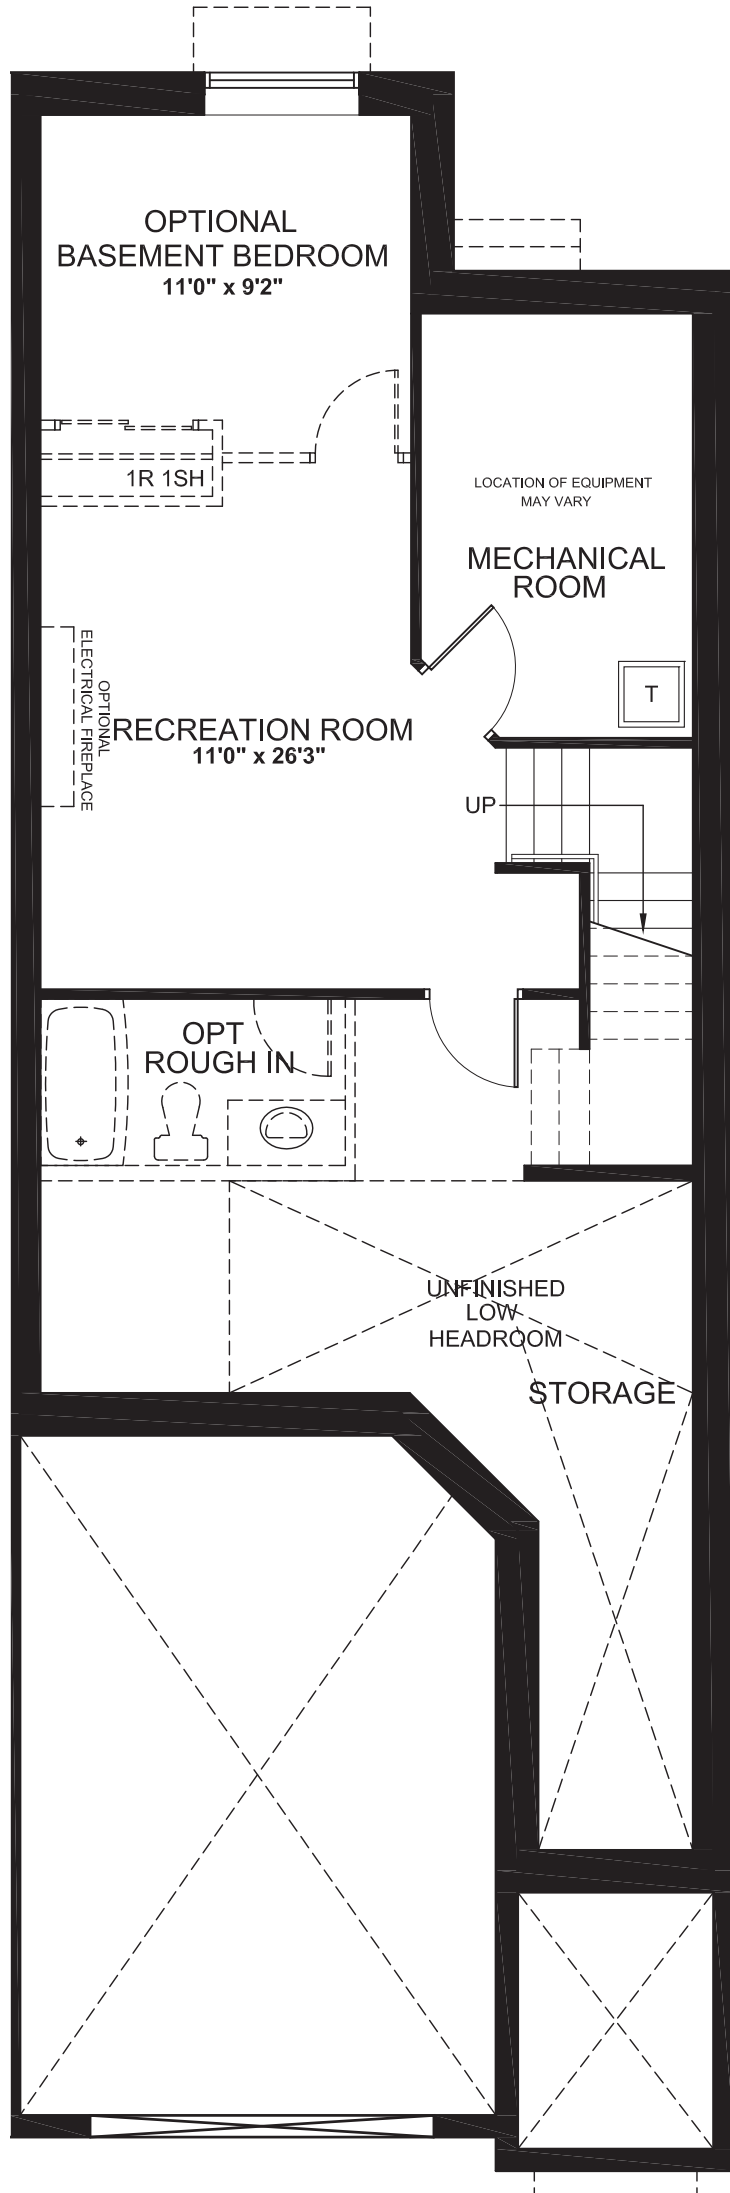 OPTIONAL
BASEMENT BEDROOM
11'0" x 9'2"
1R 1SH
LOCATION OF EQUIPMENT
MAY VARY
MECHANICAL
ROOM
T
OPTIONAL
ELECTRICAL FIREPLACE
RECREATION ROOM
11'0" x 26'3"
UP
OPT
ROUGH IN
UNFINISHED
LOW
HEADROOM
STORAGE